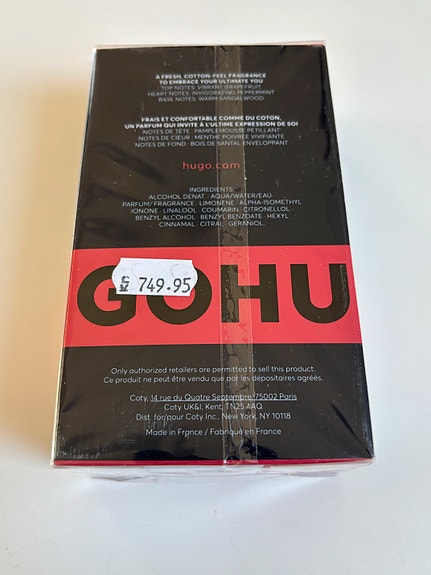 A FRESH, COTTON-FEEL FRAGRANCE
TO EMBRACE YOUR ULTIMATE YOU
TOP NOTES: VIBRANT GRAPEFRUIT
HEART NOTES: INVIGORATING PEPPERMINT
BASE NOTES: WARM SANDALWOOD
FRAIS ET CONFORTABLE COMME DU COTON,
UN PARFUM QUI INVITE À L'ULTIME EXPRESSION DE SOI
NOTES DE TÊTE : PAMPLEMOUSSE PÉTILLANT
NOTES DE CŒUR : MENTHE POIVRÉE VIVIFIANTE
NOTES DE FOND : BOIS DE SANTAL ENVELOPPANT
hugo.com
INGREDIENTS:
ALCOHOL DENAT · AQUA/WATER/EAU
PARFUM/FRAGRANCE · LIMONENE · ALPHA-ISOMETHYL
IONONE · LINALOOL · COUMARIN · CITRONELLOL ·
BENZYL ALCOHOL · BENZYL BENZOATE · HEXYL
CINNAMAL · CITRAL · GERANIOL.
GOHU
749.95
Only authorized retailers are permitted to sell this product.
Ce produit ne peut être vendu que par les dépositaires agréés.
Coty, 14 rue du Quatre Septembre, 75002 Paris
Coty UK&I, Kent, TN25 4AQ
Dist. for/pour Coty Inc., New York, NY 10118
Made in France / Fabriqué en France